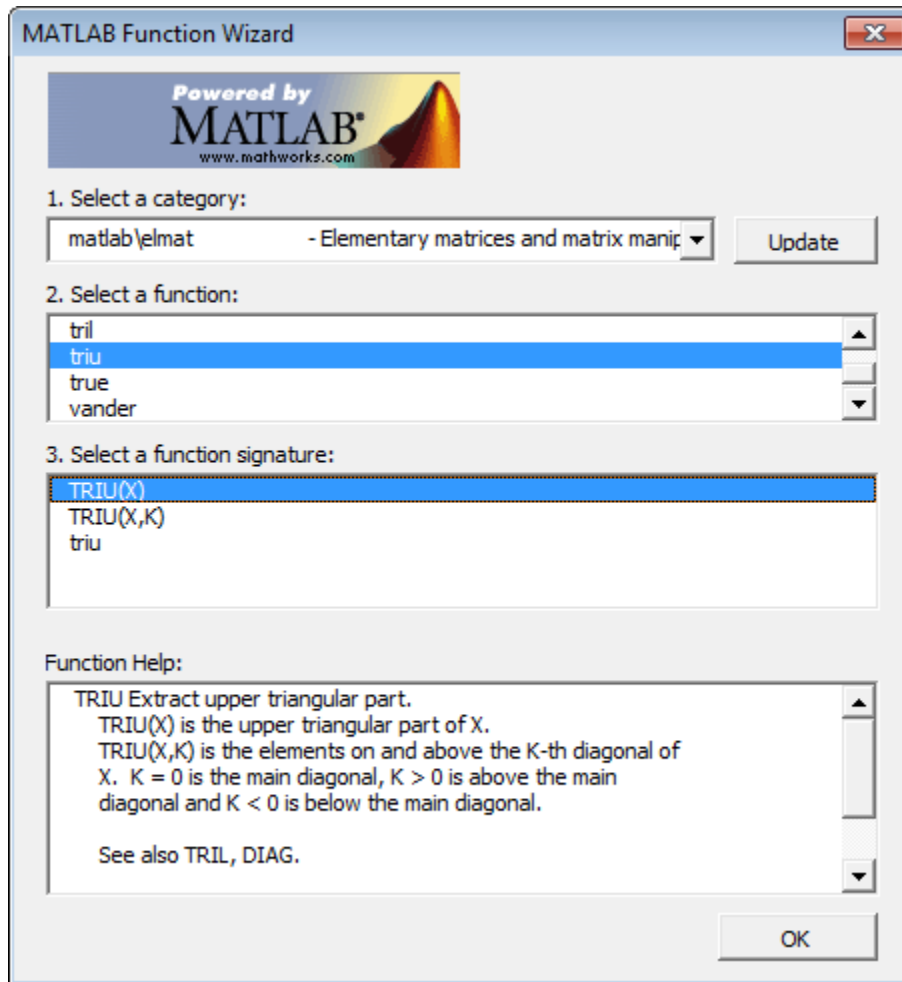 MATLAB Function Wizard
Powered by
MATLAB®
www.mathworks.com
1. Select a category:
matlab\elmat - Elementary matrices and matrix manip
Update
2. Select a function:
tril
triu
true
vander
3. Select a function signature:
TRIU(X)
TRIU(X,K)
triu
Function Help:
TRIU Extract upper triangular part.
TRIU(X) is the upper triangular part of X.
TRIU(X,K) is the elements on and above the K-th diagonal of
X. K = 0 is the main diagonal, K > 0 is above the main
diagonal and K < 0 is below the main diagonal.
See also TRIL, DIAG.
OK